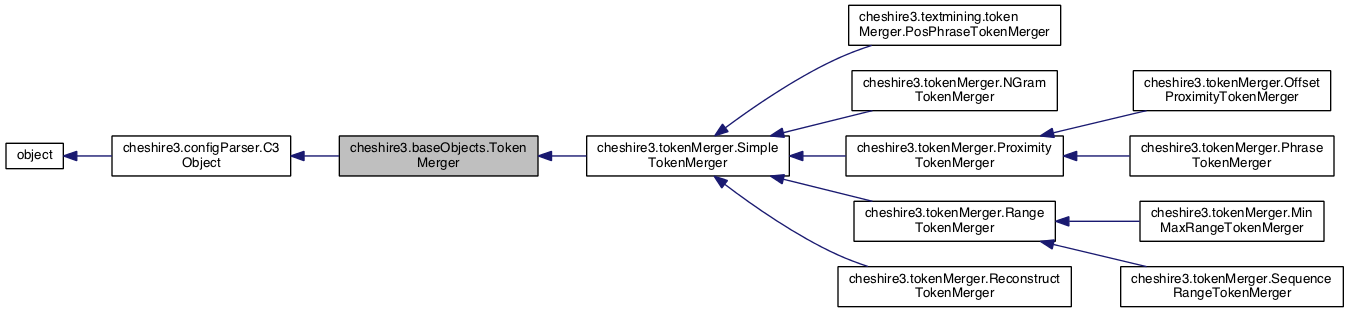 object
cheshire3.configParser.C3
Object
cheshire3.baseObjects.Token
Merger
cheshire3.tokenMerger.Simple
TokenMerger
cheshire3.textmining.token
Merger.PosPhraseTokenMerger
cheshire3.tokenMerger.NGram
TokenMerger
cheshire3.tokenMerger.Proximity
TokenMerger
cheshire3.tokenMerger.Range
TokenMerger
cheshire3.tokenMerger.Reconstruct
TokenMerger
cheshire3.tokenMerger.Offset
ProximityTokenMerger
cheshire3.tokenMerger.Phrase
TokenMerger
cheshire3.tokenMerger.Min
MaxRangeTokenMerger
cheshire3.tokenMerger.Sequence
RangeTokenMerger